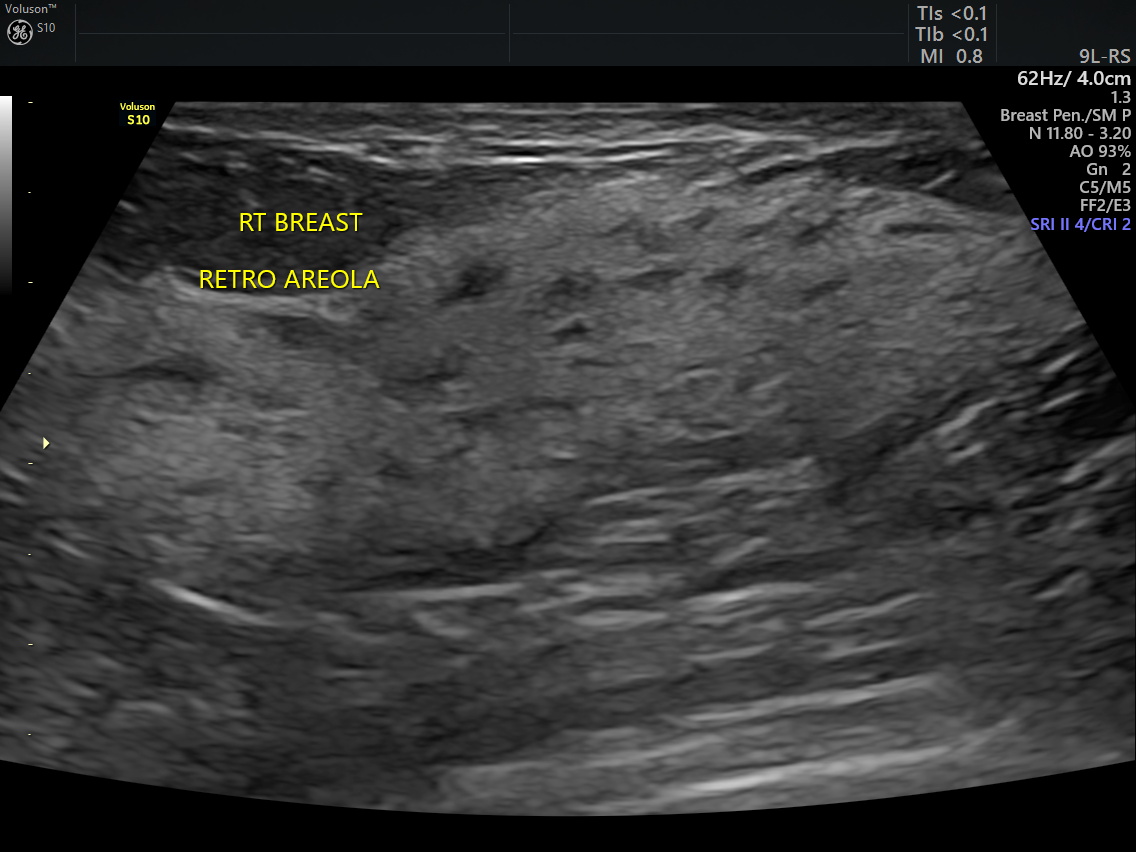 Voluson™
S10
TIs <0.1
TIb <0.1
MI 0.8
9L-RS
62Hz/ 4.0cm
1.3
Breast Pen./SM P
N 11.80 - 3.20
AO 93%
Gn 2
C5/M5
FF2/E3
SRI II 4/CRI 2
Voluson
S10
RT BREAST
RETRO AREOLA